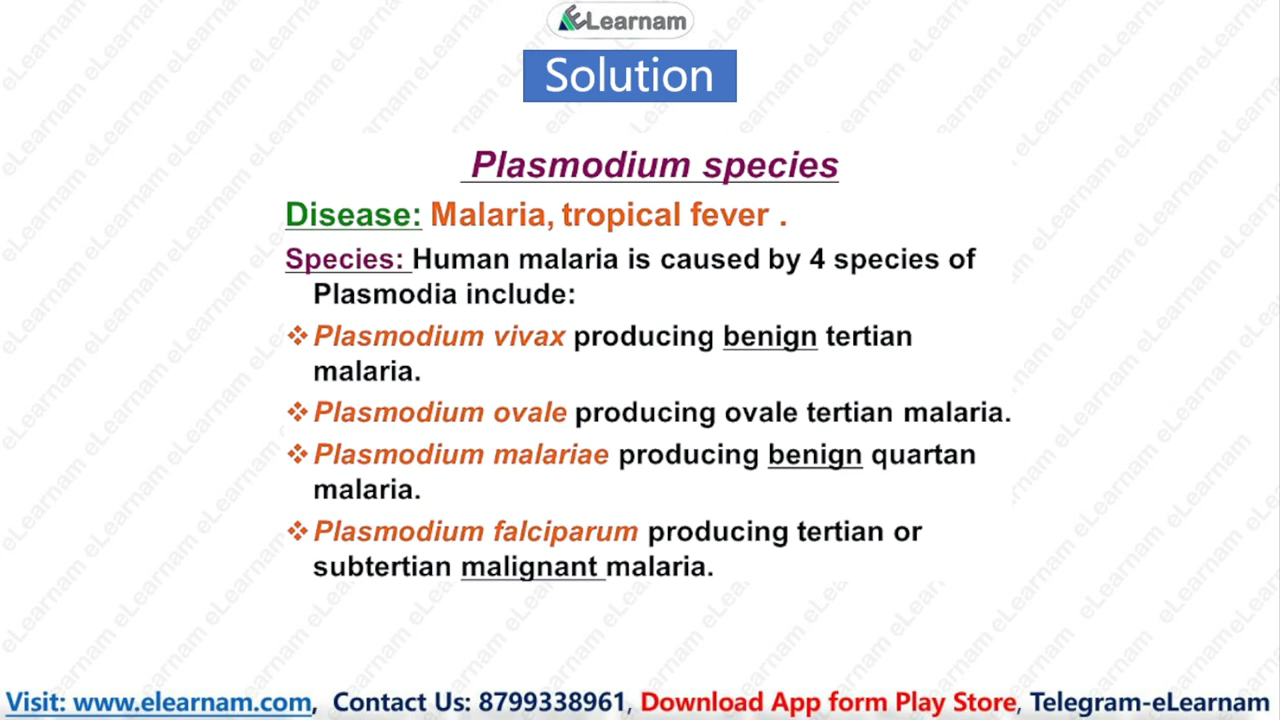 eLearnam
Solution
Plasmodium species
Disease: Malaria, tropical fever .
Species: Human malaria is caused by 4 species of
Plasmodia include:
❖Plasmodium vivax producing benign tertian
malaria.
❖Plasmodium ovale producing ovale tertian malaria.
❖Plasmodium malariae producing benign quartan
malaria.
❖Plasmodium falciparum producing tertian or
subtertian malignant malaria.
Visit: www.elearnam.com, Contact Us: 8799338961, Download App form Play Store, Telegram-eLearnam